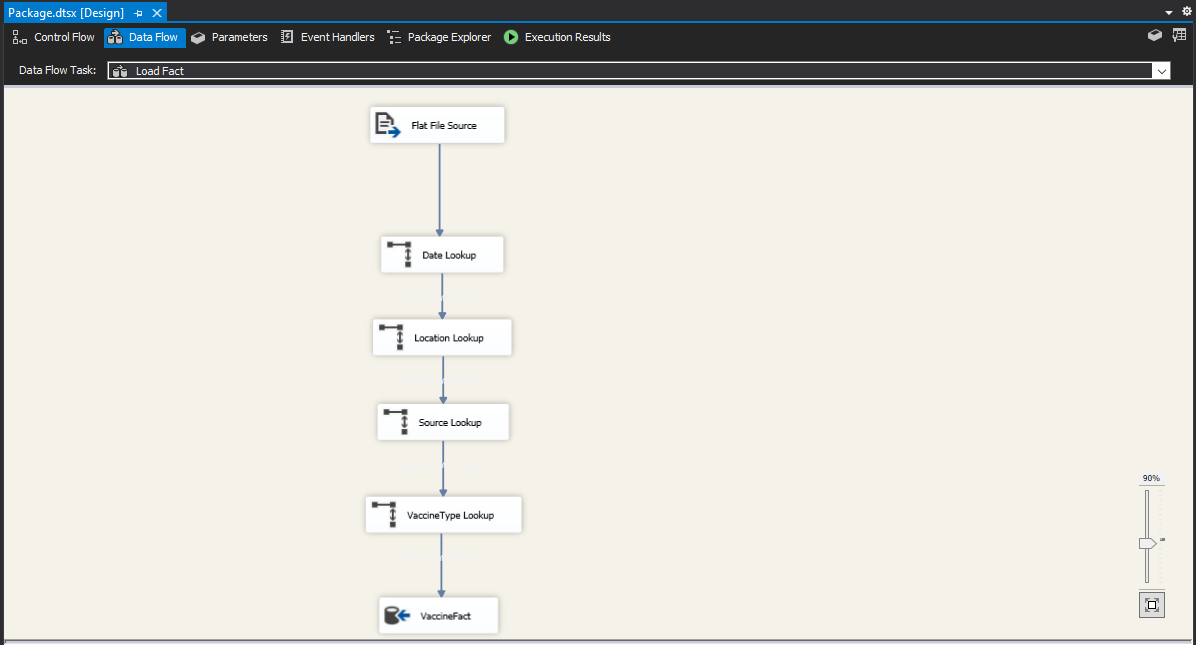 Package.dtsx [Design]
Control Flow Data Flow Parameters Event Handlers Package Explorer Execution Results
Data Flow Task: Load Fact
Flat File Source
Date Lookup
Location Lookup
Source Lookup
90%
VaccineType Lookup
VaccineFact